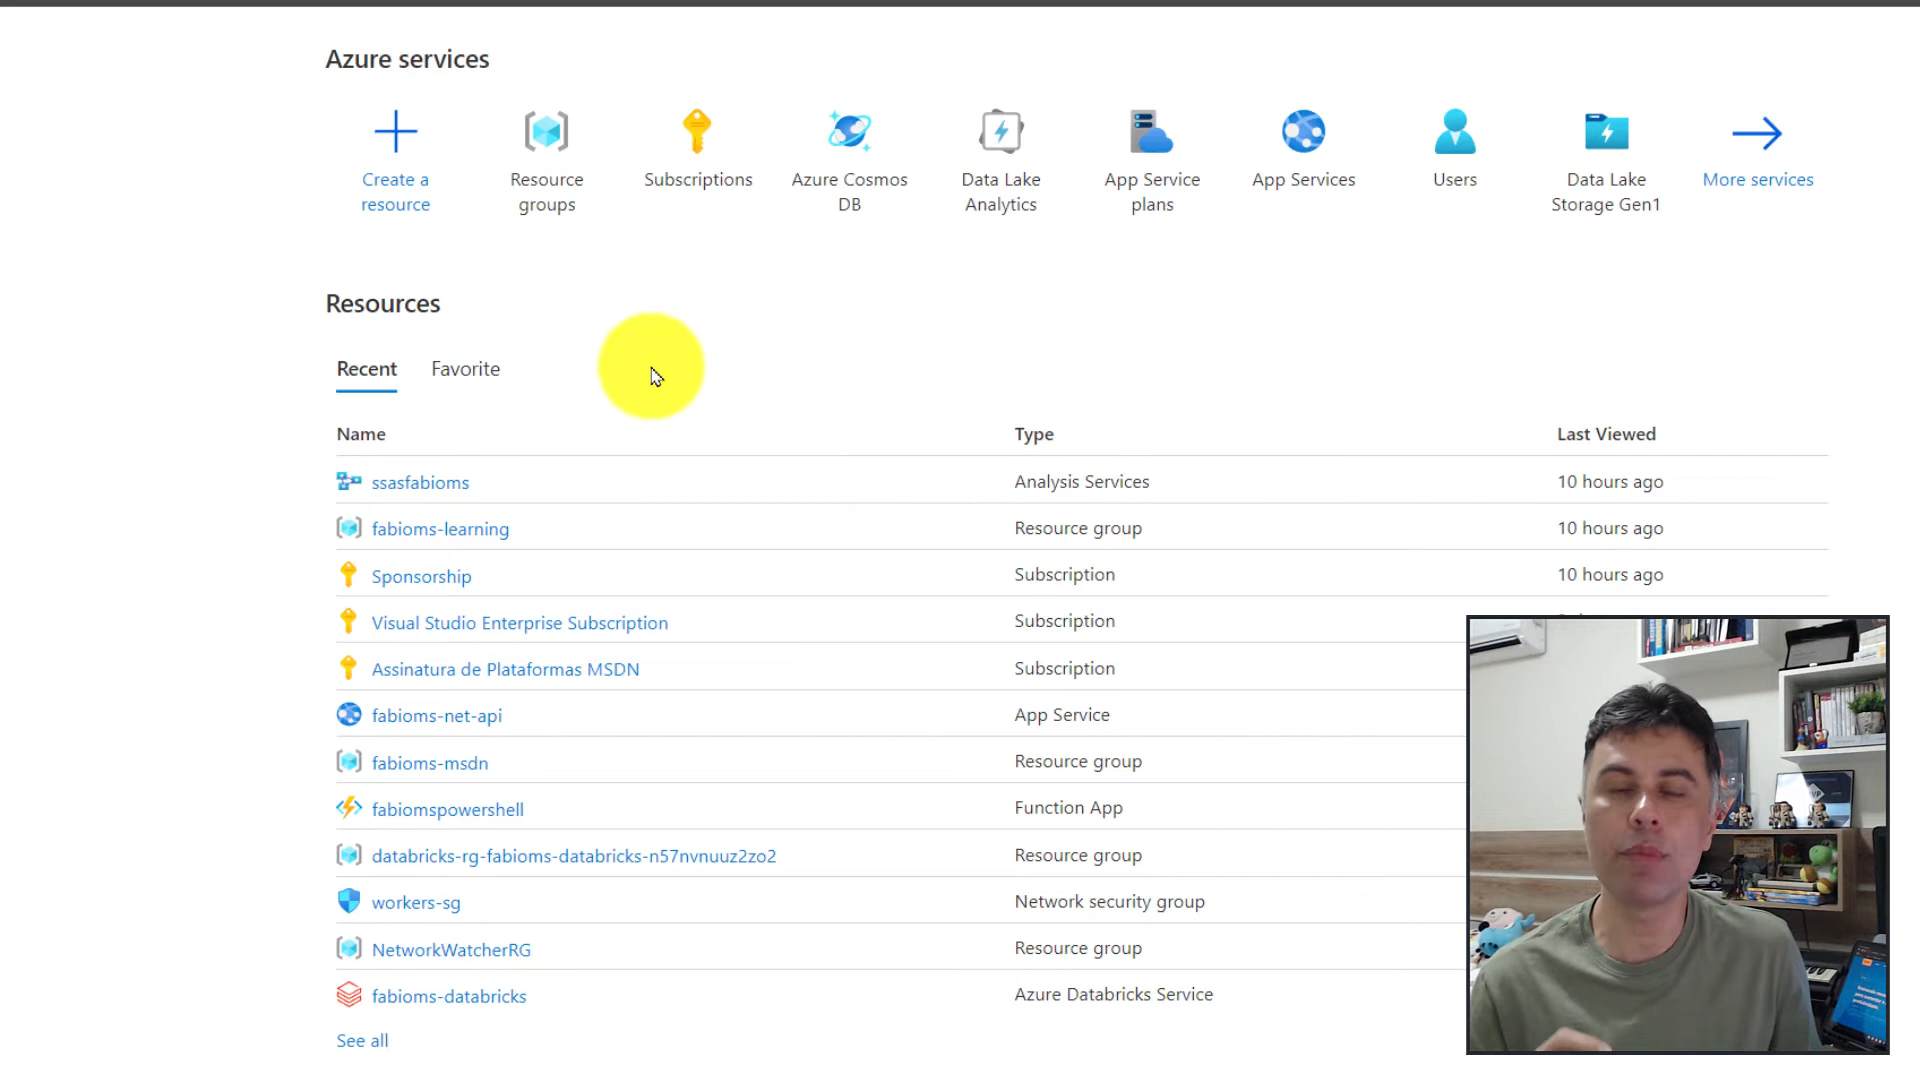 Azure services
Create a resource
Resource groups
Subscriptions
Azure Cosmos DB
Data Lake Analytics
App Service plans
App Services
Users
Data Lake Storage Gen1
More services
Resources
Recent Favorite
Name Type Last Viewed
ssasfabioms Analysis Services 10 hours ago
fabioms-learning Resource group 10 hours ago
Sponsorship Subscription 10 hours ago
Visual Studio Enterprise Subscription Subscription
Assinatura de Plataformas MSDN Subscription
fabioms-net-api App Service
fabioms-msdn Resource group
fabiomspowershell Function App
databricks-rg-fabioms-databricks-n57nvnuuz2zo2 Resource group
workers-sg Network security group
NetworkWatcherRG Resource group
fabioms-databricks Azure Databricks Service
See all